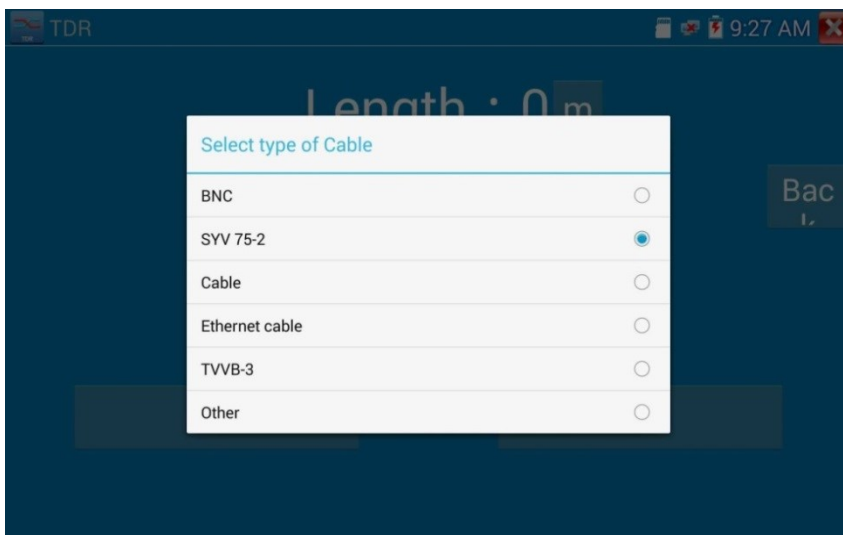 TDR 9:27 AM
Length : 0 m
Select type of Cable
BNC
Back
SYV 75-2
Cable
Ethernet cable
TVVB-3
Other